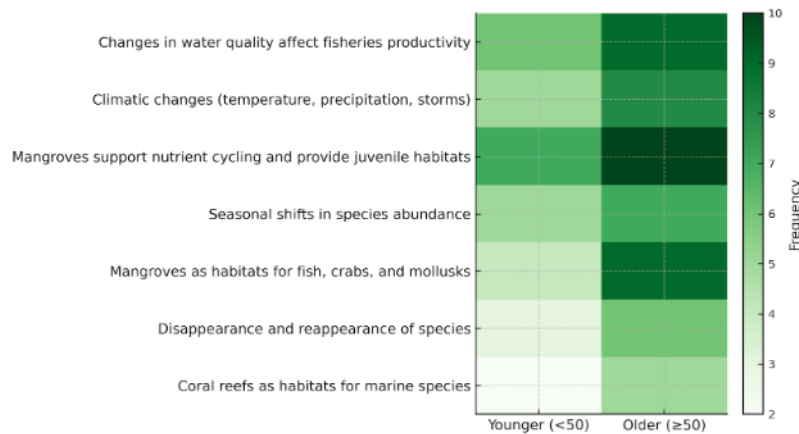 Changes in water quality affect fisheries productivity
Climatic changes (temperature, precipitation, storms)
Mangroves support nutrient cycling and provide juvenile habitats
Seasonal shifts in species abundance
Mangroves as habitats for fish, crabs, and mollusks
Disappearance and reappearance of species
Coral reefs as habitats for marine species
Younger (<50)
Older (≥50)
10
9
8
7
6
5
4
3
2
Frequency